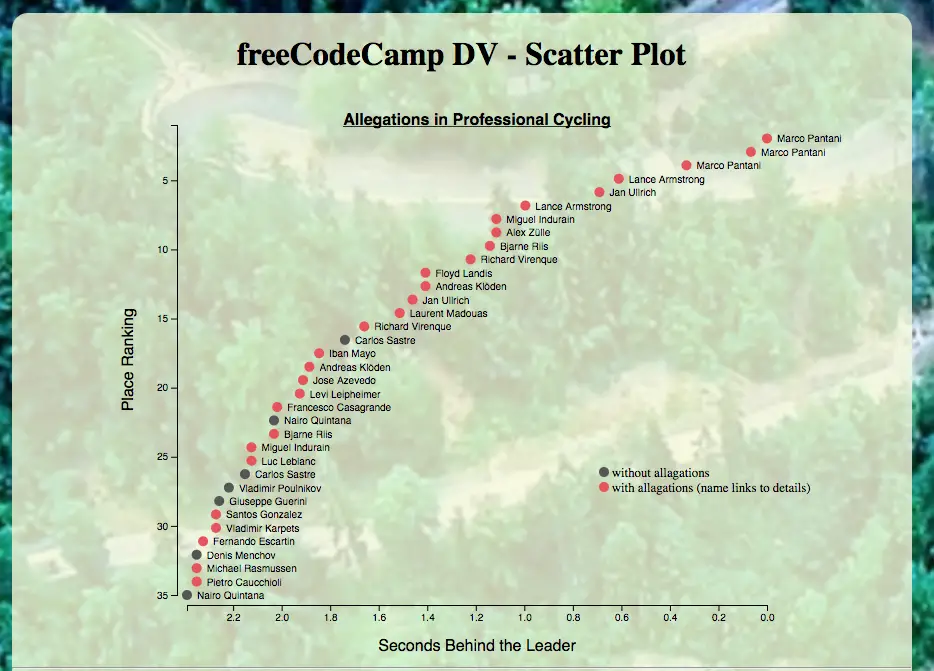 freeCodeCamp DV - Scatter Plot
Allegations in Professional Cycling
Marco Pantani
Marco Pantani
Marco Pantani
5
Lance Armstrong
Jan Ullrich
Lance Armstrong
Miguel Indurain
Alex Zülle
10
Bjarne Riis
Richard Virenque
Floyd Landis
Andreas Klöden
Jan Ullrich
Laurent Madouas
15
Richard Virenque
Carlos Sastre
Iban Mayo
Andreas Klöden
Jose Azevedo
20
Levi Leipheimer
Francesco Casagrande
Nairo Quintana
Bjarne Riis
Miguel Indurain
25
Luc Leblanc
Carlos Sastre
Vladimir Poulnikov
Giuseppe Guerini
Santos Gonzalez
30
Vladimir Karpets
Fernando Escartin
Denis Menchov
Michael Rasmussen
Pietro Caucchioli
35
Nairo Quintana
Place Ranking
without allagations
with allagations (name links to details)
2.2 2.0 1.8 1.6 1.4 1.2 1.0 0.8 0.6 0.4 0.2 0.0
Seconds Behind the Leader